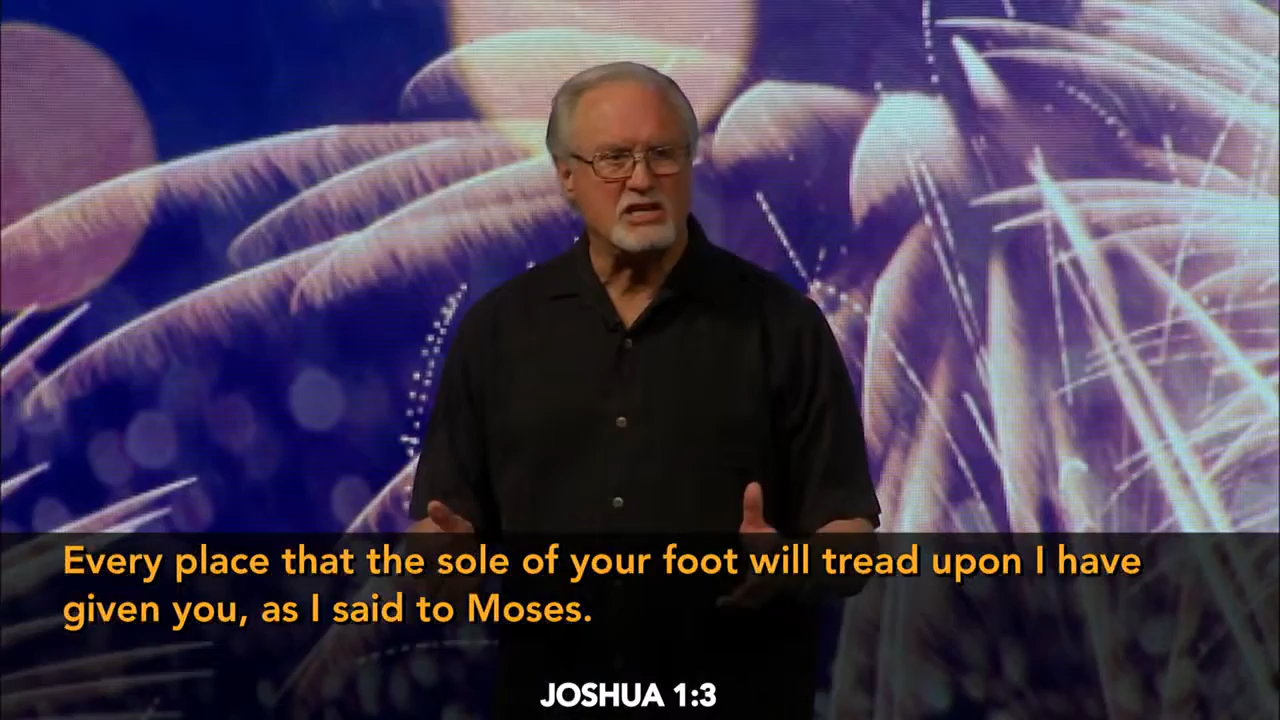 Every place that the sole of your foot will tread upon I have
given you, as I said to Moses.
JOSHUA 1:3